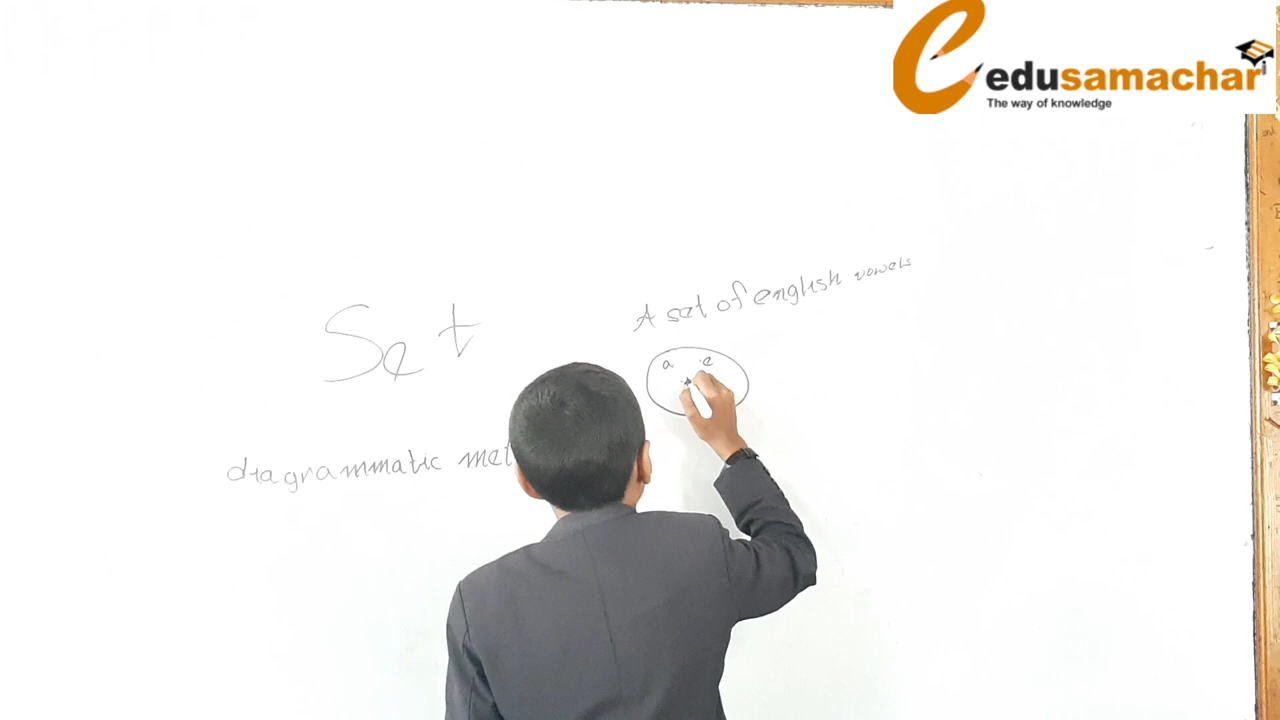 edusamachar
The way of knowledge
A set of english vowels
Set
a e
diagrammatic met